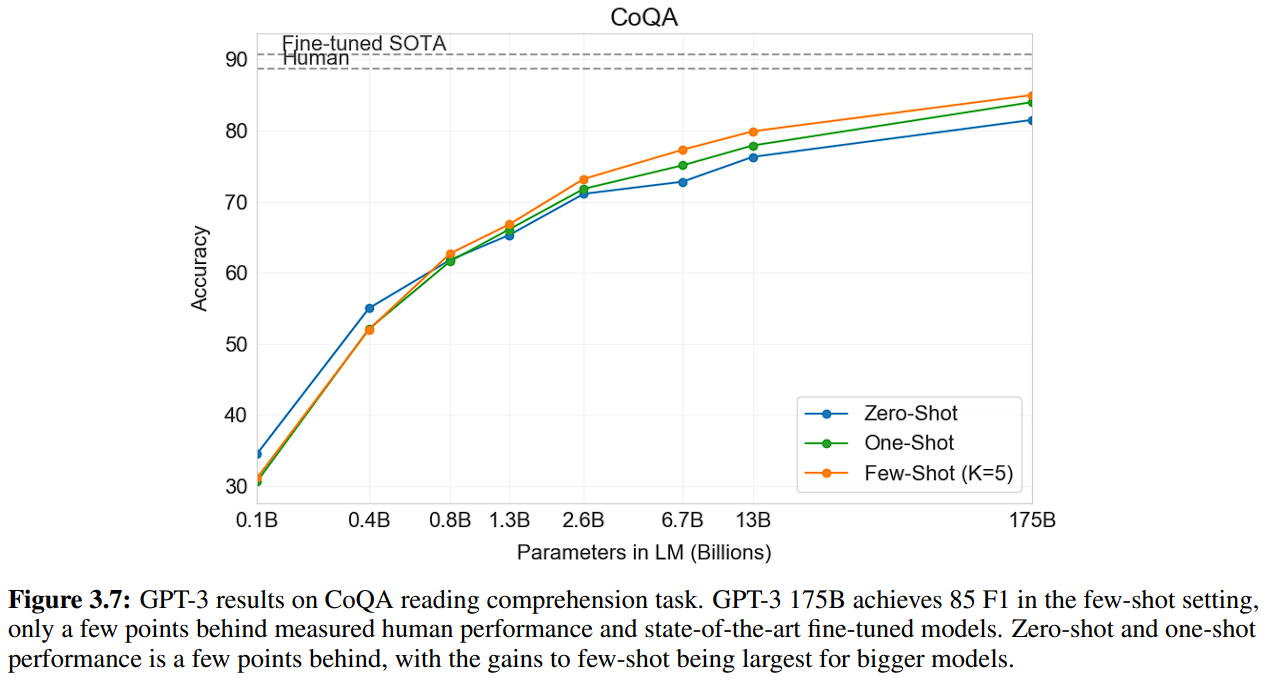 CoQA
Fine-tuned SOTA
90
Human
80
70
60
50
40
30
Accuracy
Zero-Shot
One-Shot
Few-Shot (K=5)
0.1B 0.4B 0.8B 1.3B 2.6B 6.7B 13B 175B
Parameters in LM (Billions)
Figure 3.7: GPT-3 results on CoQA reading comprehension task. GPT-3 175B achieves 85 F1 in the few-shot setting,
only a few points behind measured human performance and state-of-the-art fine-tuned models. Zero-shot and one-shot
performance is a few points behind, with the gains to few-shot being largest for bigger models.